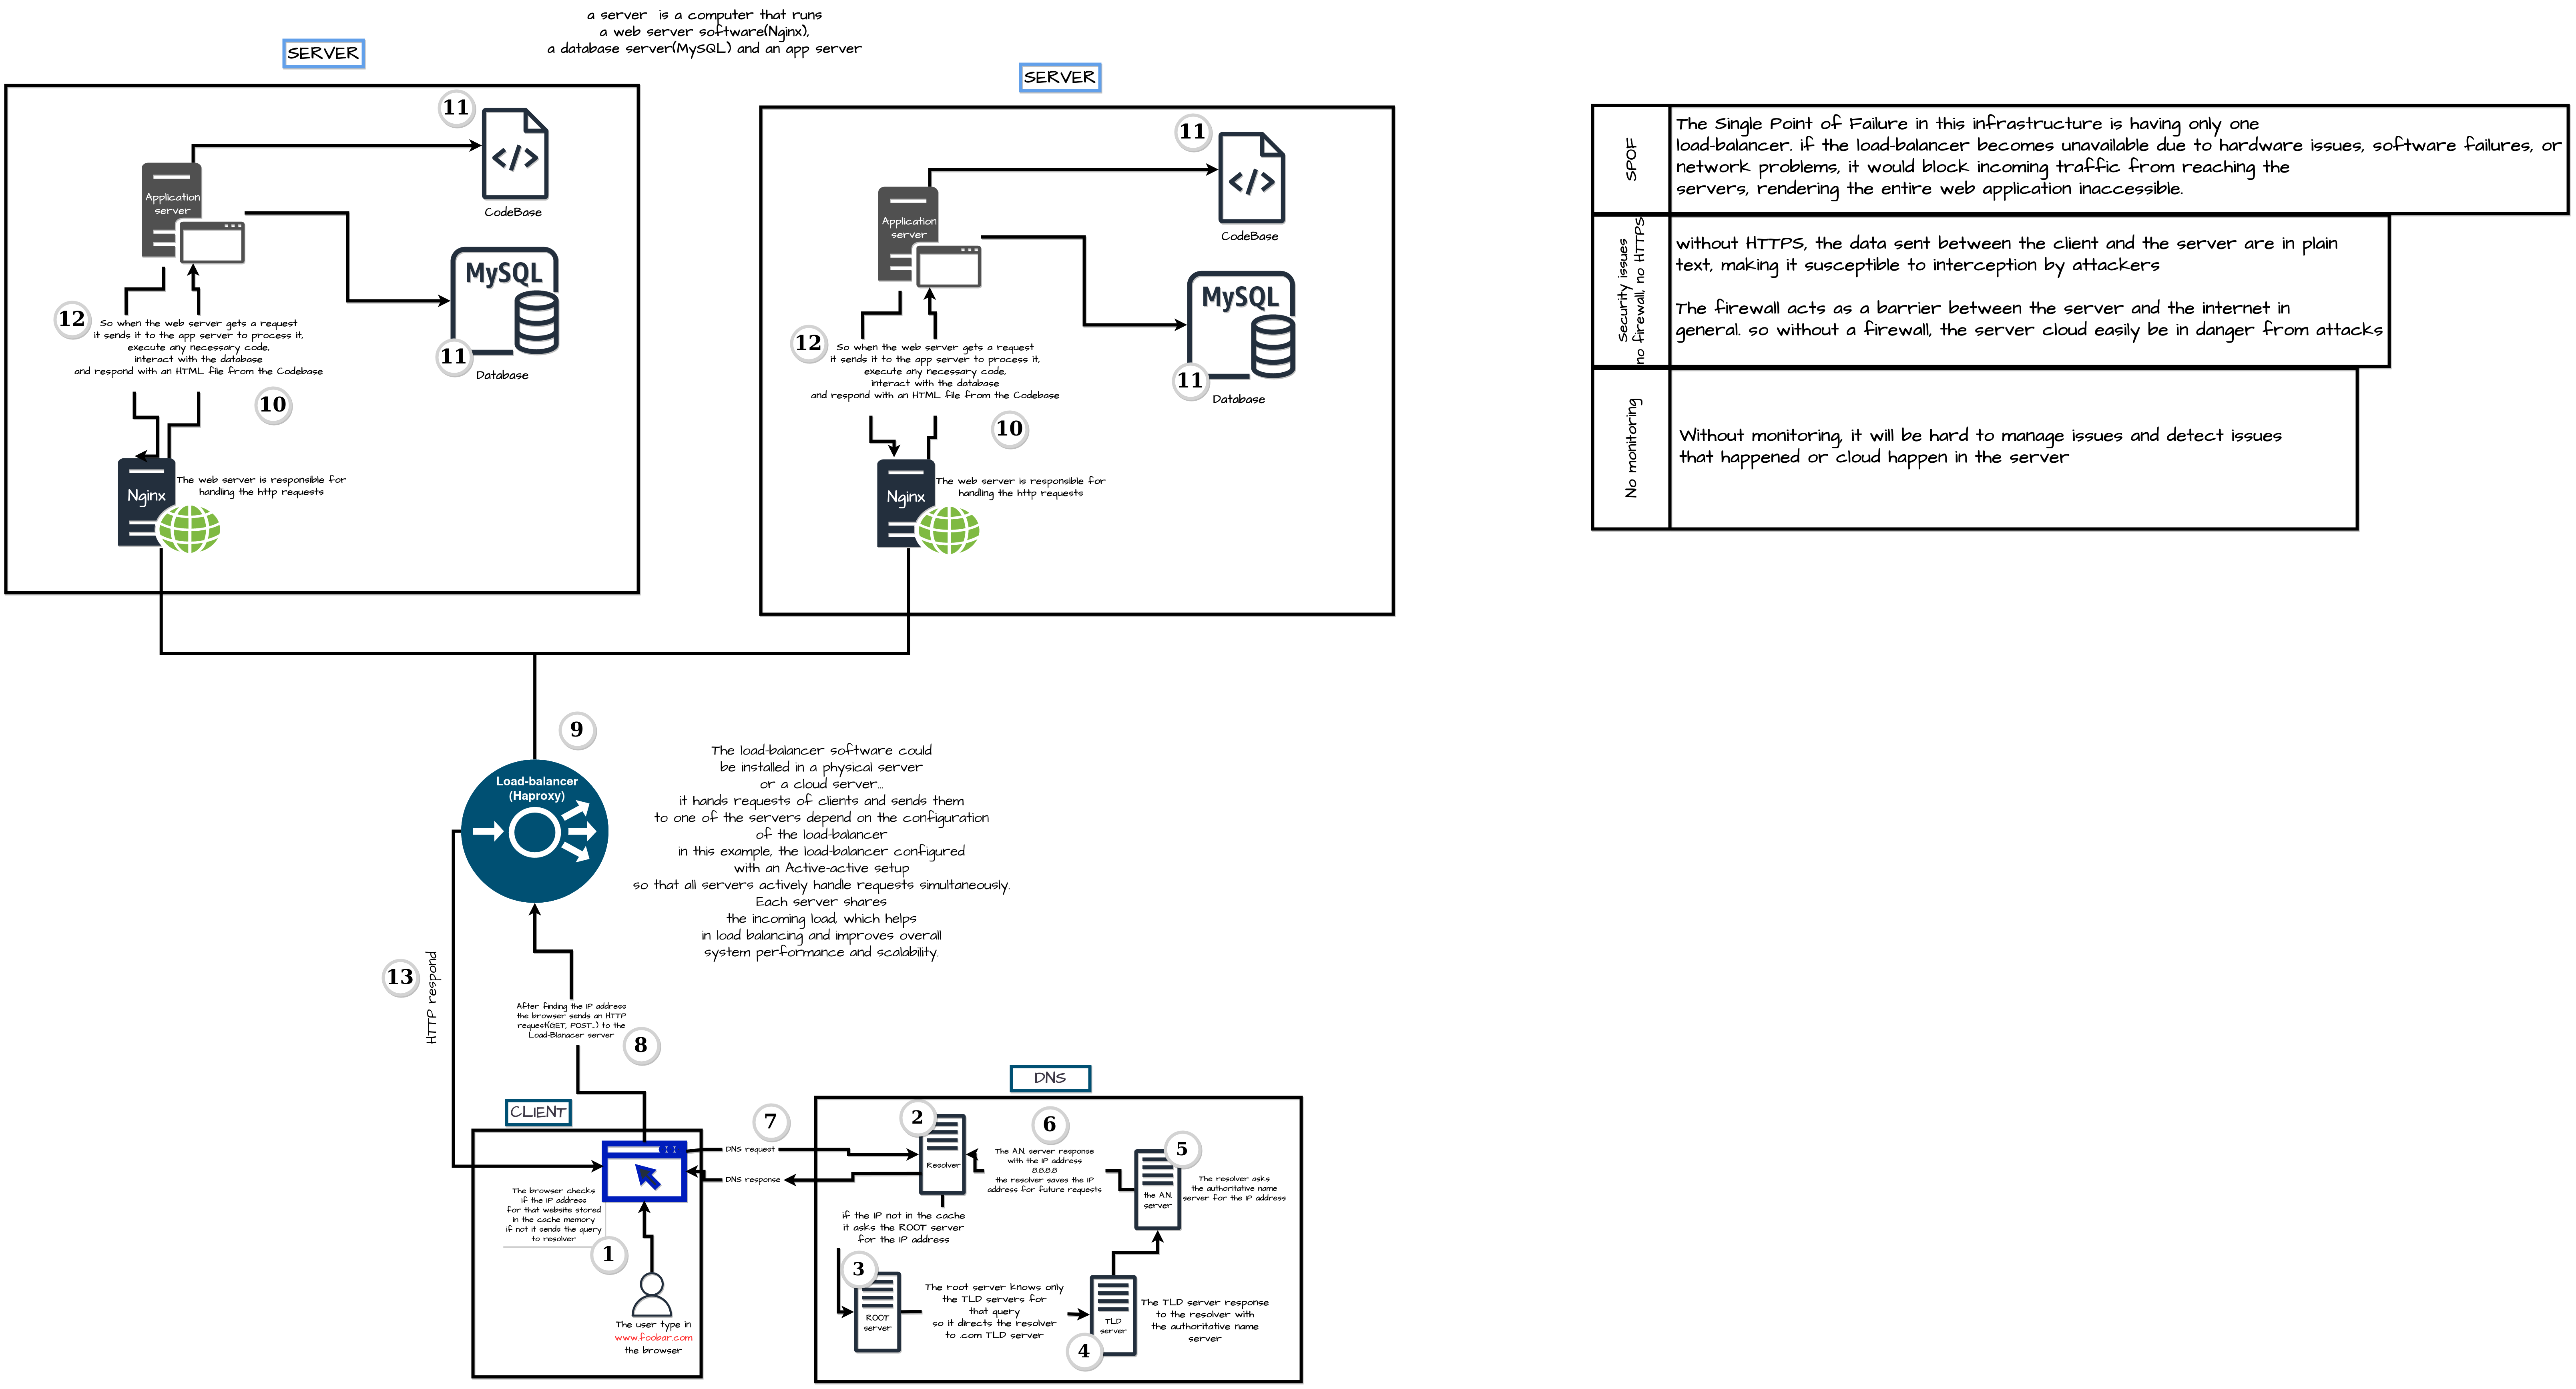 a server is a computer that runs
a web server software(Nginx),
a database server(MySQL) and an app server
SERVER
11
CodeBase
Application
server
MySQL
11
Database
12
So when the web server gets a request
it sends it to the app server to process it,
execute any necessary code,
interact with the database
and respond with an HTML file from the Codebase
10
Nginx
The web server is responsible for
handling the http requests
SERVER
11
CodeBase
Application
server
MySQL
11
Database
12
So when the web server gets a request
it sends it to the app server to process it,
execute any necessary code,
interact with the database
and respond with an HTML file from the Codebase
10
Nginx
The web server is responsible for
handling the http requests
SPOF
The Single Point of Failure in this infrastructure is having only one
load-balancer. if the load-balancer becomes unavailable due to hardware issues, software failures, or
network problems, it would block incoming traffic from reaching the
servers, rendering the entire web application inaccessible.
Security issues
no firewall, no HTTPS
without HTTPS, the data sent between the client and the server are in plain
text, making it susceptible to interception by attackers
The firewall acts as a barrier between the server and the internet in
general. so without a firewall, the server cloud easily be in danger from attacks
No monitoring
Without monitoring, it will be hard to manage issues and detect issues
that happened or cloud happen in the server
9
Load-balancer
(Haproxy)
The load-balancer software could
be installed in a physical server
or a cloud server...
it hands requests of clients and sends them
to one of the servers depend on the configuration
of the load-balancer
in this example, the load-balancer configured
with an Active-active setup
so that all servers actively handle requests simultaneously.
Each server shares
the incoming load, which helps
in load balancing and improves overall
system performance and scalability.
13
HTTP respond
After finding the IP address
the browser sends an HTTP
request(GET, POST...) to the
Load-Blanacer server
8
CLIENT
The browser checks
if the IP address
for that website stored
in the cache memory
if not it sends the query
to resolver
1
The user type in
www.foobar.com
the browser
7
DNS request
DNS response
DNS
2
Resolver
6
The A.N. server response
with the IP address
8.8.8.8
the resolver saves the IP
address for future requests
5
the A.N.
server
The resolver asks
the authoritative name
server for the IP address
if the IP not in the cache
it asks the ROOT server
for the IP address
3
ROOT
server
The root server knows only
the TLD servers for
that query
so it directs the resolver
to .com TLD server
TLD
server
4
The TLD server response
to the resolver with
the authoritative name
server